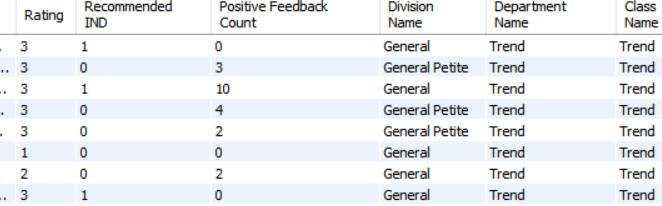 Rating Recommended IND Positive Feedback Count Division Name Department Name Class Name
. 3 1 0 General Trend Trend
.. 3 0 3 General Petite Trend Trend
.. 3 1 10 General Trend Trend
. 3 0 4 General Petite Trend Trend
. 3 0 2 General Petite Trend Trend
1 0 0 General Trend Trend
2 0 2 General Trend Trend
.. 3 1 0 General Trend Trend